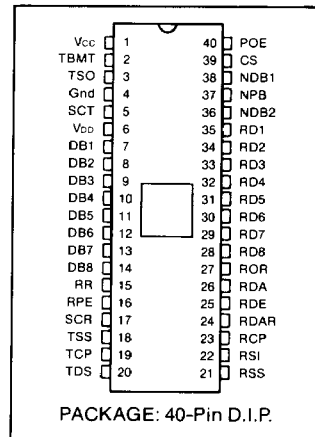 Vcc 1 40 POE
TBMT 2 39 CS
TSO 3 38 NDB1
Gnd 4 37 NPB
SCT 5 36 NDB2
VDD 6 35 RD1
DB1 7 34 RD2
DB2 8 33 RD3
DB3 9 32 RD4
DB4 10 31 RD5
DB5 11 30 RD6
DB6 12 29 RD7
DB7 13 28 RD8
DB8 14 27 ROR
RR 15 26 RDA
RPE 16 25 RDE
SCR 17 24 RDAR
TSS 18 23 RCP
TCP 19 22 RSI
TDS 20 21 RSS
PACKAGE: 40-Pin D.I.P.